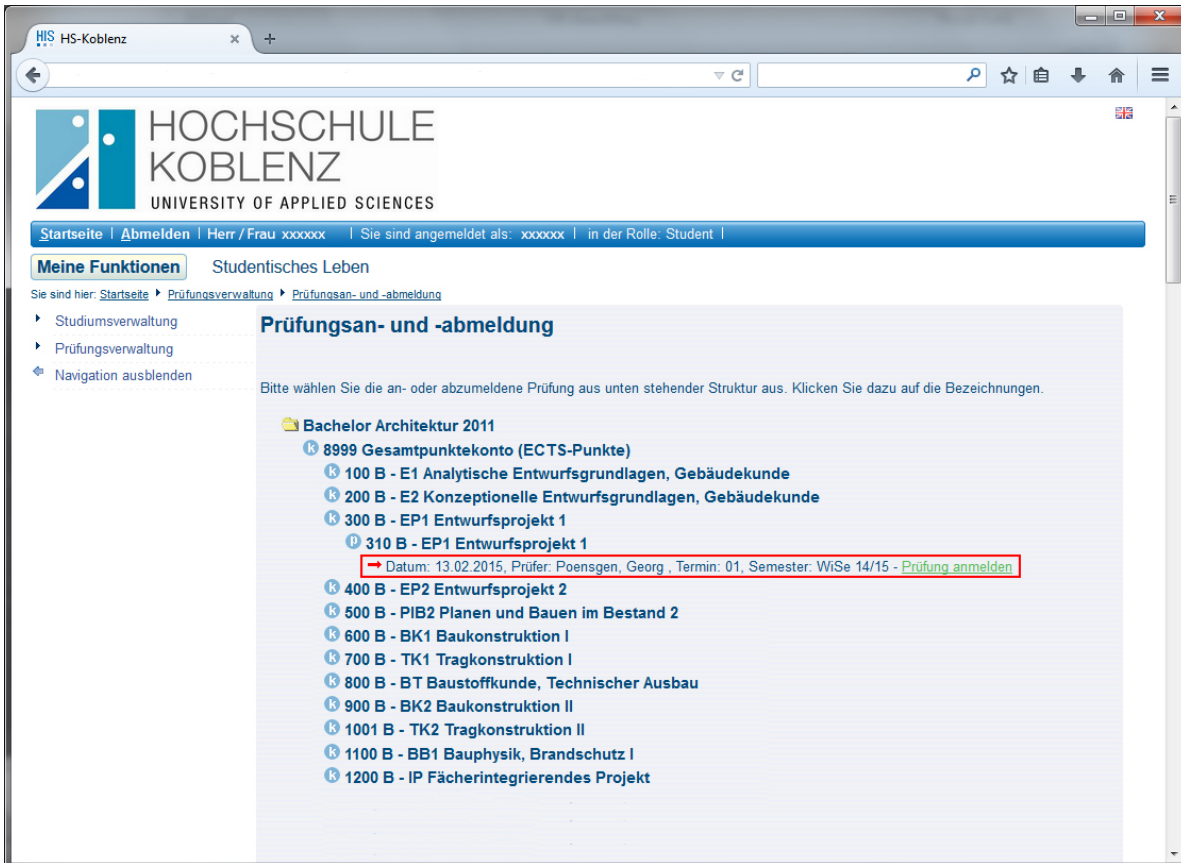 HIS HS-Koblenz
HOCHSCHULE
KOBLENZ
UNIVERSITY OF APPLIED SCIENCES
Startseite | Abmelden | Herr / Frau xxxxxx | Sie sind angemeldet als: xxxxxx | in der Rolle: Student |
Meine Funktionen Studentisches Leben
Sie sind hier: Startseite Prüfungsverwaltung Prüfungsan- und -abmeldung
Studiumsverwaltung
Prüfungsverwaltung
Navigation ausblenden
Prüfungsan- und -abmeldung
Bitte wählen Sie die an- oder abzumeldene Prüfung aus unten stehender Struktur aus. Klicken Sie dazu auf die Bezeichnungen.
Bachelor Architektur 2011
k 8999 Gesamtpunktekonto (ECTS-Punkte)
k 100 B - E1 Analytische Entwurfsgrundlagen, Gebäudekunde
k 200 B - E2 Konzeptionelle Entwurfsgrundlagen, Gebäudekunde
k 300 B - EP1 Entwurfsprojekt 1
p 310 B - EP1 Entwurfsprojekt 1
Datum: 13.02.2015, Prüfer: Poensgen, Georg , Termin: 01, Semester: WiSe 14/15 - Prüfung anmelden
k 400 B - EP2 Entwurfsprojekt 2
k 500 B - PIB2 Planen und Bauen im Bestand 2
k 600 B - BK1 Baukonstruktion I
k 700 B - TK1 Tragkonstruktion I
k 800 B - BT Baustoffkunde, Technischer Ausbau
k 900 B - BK2 Baukonstruktion II
k 1001 B - TK2 Tragkonstruktion II
k 1100 B - BB1 Bauphysik, Brandschutz I
k 1200 B - IP Fächerintegrierendes Projekt